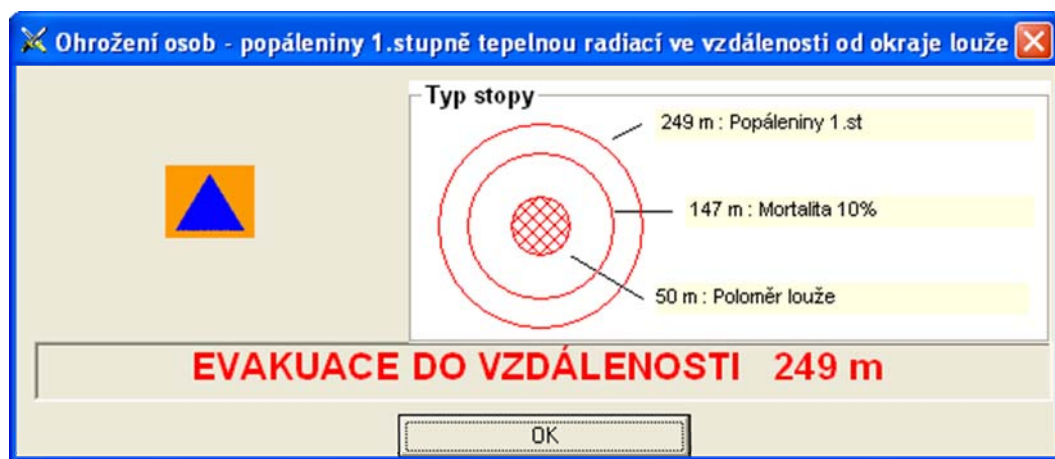 Ohrožení osob - popáleniny 1.stupně tepelnou radiací ve vzdálenosti od okraje louže
Typ stopy
249 m : Popáleniny 1.st
147 m : Mortalita 10%
50 m : Poloměr louže
EVAKUACE DO VZDÁLENOSTI 249 m
OK